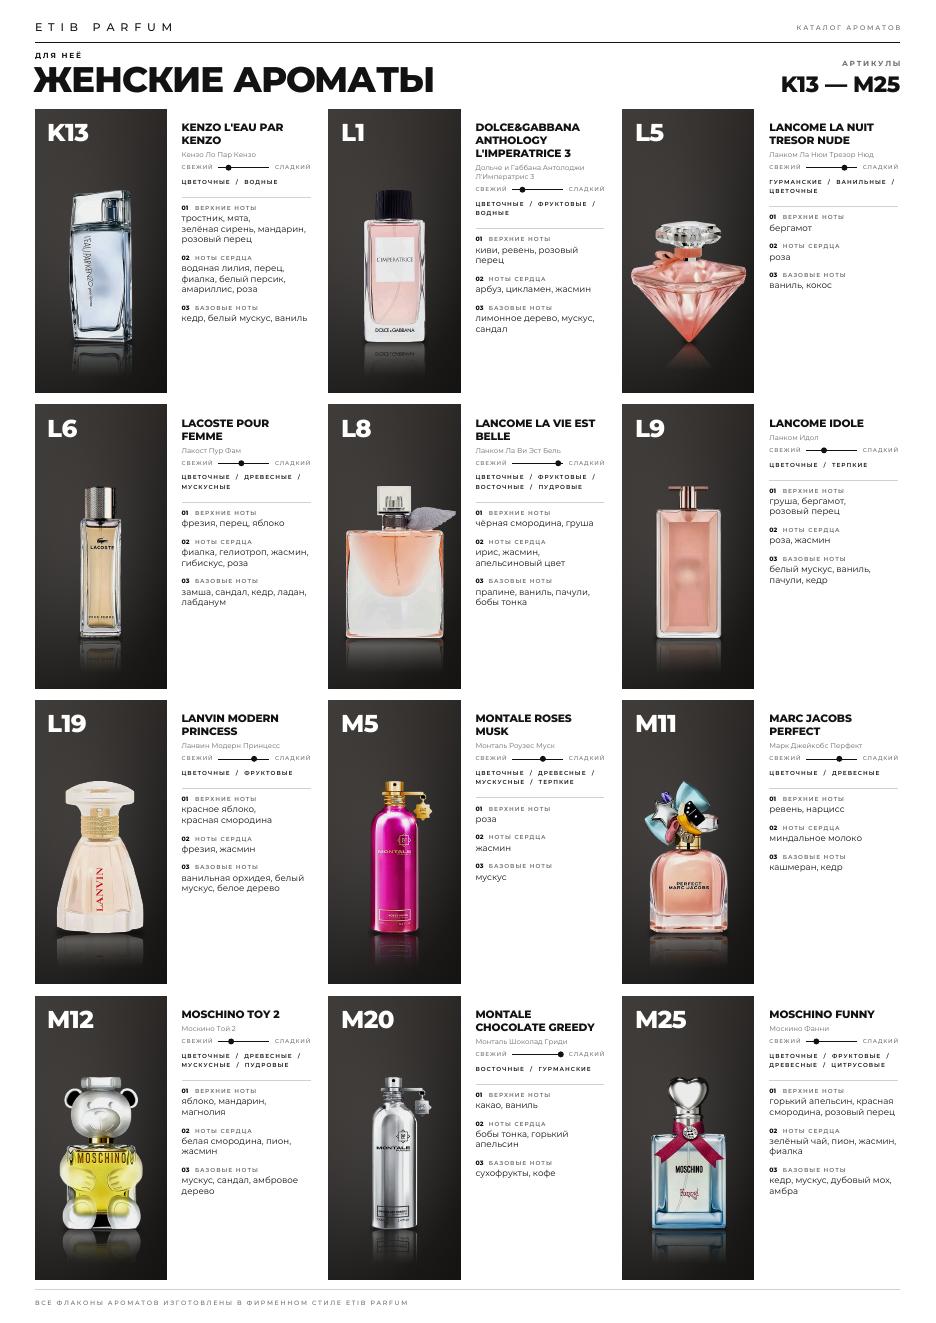 ETIB PARFUM
КАТАЛОГ АРОМАТОВ
ДЛЯ НЕЁ
ЖЕНСКИЕ АРОМАТЫ
АРТИКУЛЫ
K13 — M25
K13
L'EAU PAR KENZO
KENZO L'EAU PAR
KENZO
Кензо Ло Пар Кензо
СВЕЖИЙ СЛАДКИЙ
ЦВЕТОЧНЫЕ / ВОДНЫЕ
01 ВЕРХНИЕ НОТЫ
тростник, мята,
зелёная сирень, мандарин,
розовый перец
02 НОТЫ СЕРДЦА
водяная лилия, перец,
фиалка, белый персик,
амариллис, роза
03 БАЗОВЫЕ НОТЫ
кедр, белый мускус, ваниль
L1
L'IMPERATRICE
DOLCE&GABBANA
DOLCE&GABBANA
ANTHOLOGY
L'IMPERATRICE 3
Дольче и Габбана Антолоджи
Л'Императрис 3
СВЕЖИЙ СЛАДКИЙ
ЦВЕТОЧНЫЕ / ФРУКТОВЫЕ /
ВОДНЫЕ
01 ВЕРХНИЕ НОТЫ
киви, ревень, розовый
перец
02 НОТЫ СЕРДЦА
арбуз, цикламен, жасмин
03 БАЗОВЫЕ НОТЫ
лимонное дерево, мускус,
сандал
L5
LANCOME LA NUIT
TRESOR NUDE
Ланком Ла Нюи Трезор Нюд
СВЕЖИЙ СЛАДКИЙ
ГУРМАНСКИЕ / ВАНИЛЬНЫЕ /
ЦВЕТОЧНЫЕ
01 ВЕРХНИЕ НОТЫ
бергамот
02 НОТЫ СЕРДЦА
роза
03 БАЗОВЫЕ НОТЫ
ваниль, кокос
L6
LACOSTE
POUR FEMME
LACOSTE POUR
FEMME
Лакост Пур Фам
СВЕЖИЙ СЛАДКИЙ
ЦВЕТОЧНЫЕ / ДРЕВЕСНЫЕ /
МУСКУСНЫЕ
01 ВЕРХНИЕ НОТЫ
фрезия, перец, яблоко
02 НОТЫ СЕРДЦА
фиалка, гелиотроп, жасмин,
гибискус, роза
03 БАЗОВЫЕ НОТЫ
замша, сандал, кедр, ладан,
лабданум
L8
LANCOME LA VIE EST
BELLE
Ланком Ла Ви Эст Бель
СВЕЖИЙ СЛАДКИЙ
ЦВЕТОЧНЫЕ / ФРУКТОВЫЕ /
ВОСТОЧНЫЕ / ПУДРОВЫЕ
01 ВЕРХНИЕ НОТЫ
чёрная смородина, груша
02 НОТЫ СЕРДЦА
ирис, жасмин,
апельсиновый цвет
03 БАЗОВЫЕ НОТЫ
пралине, ваниль, пачули,
бобы тонка
L9
LANCOME IDOLE
Ланком Идол
СВЕЖИЙ СЛАДКИЙ
ЦВЕТОЧНЫЕ / ТЕРПКИЕ
01 ВЕРХНИЕ НОТЫ
груша, бергамот,
розовый перец
02 НОТЫ СЕРДЦА
роза, жасмин
03 БАЗОВЫЕ НОТЫ
белый мускус, ваниль,
пачули, кедр
L19
LANVIN
LANVIN MODERN
PRINCESS
Ланвин Модерн Принцесс
СВЕЖИЙ СЛАДКИЙ
ЦВЕТОЧНЫЕ / ФРУКТОВЫЕ
01 ВЕРХНИЕ НОТЫ
красное яблоко,
красная смородина
02 НОТЫ СЕРДЦА
фрезия, жасмин
03 БАЗОВЫЕ НОТЫ
ванильная орхидея, белый
мускус, белое дерево
M5
MONTALE
MONTALE ROSES
MUSK
Монталь Роузес Муск
СВЕЖИЙ СЛАДКИЙ
ЦВЕТОЧНЫЕ / ДРЕВЕСНЫЕ /
МУСКУСНЫЕ / ТЕРПКИЕ
01 ВЕРХНИЕ НОТЫ
роза
02 НОТЫ СЕРДЦА
жасмин
03 БАЗОВЫЕ НОТЫ
мускус
M11
PERFECT
MARC JACOBS
MARC JACOBS
PERFECT
Марк Джейкобс Перфект
СВЕЖИЙ СЛАДКИЙ
ЦВЕТОЧНЫЕ / ДРЕВЕСНЫЕ
01 ВЕРХНИЕ НОТЫ
ревень, нарцисс
02 НОТЫ СЕРДЦА
миндальное молоко
03 БАЗОВЫЕ НОТЫ
кашмеран, кедр
M12
MOSCHINO
MOSCHINO TOY 2
Москино Той 2
СВЕЖИЙ СЛАДКИЙ
ЦВЕТОЧНЫЕ / ДРЕВЕСНЫЕ /
МУСКУСНЫЕ / ПУДРОВЫЕ
01 ВЕРХНИЕ НОТЫ
яблоко, мандарин,
магнолия
02 НОТЫ СЕРДЦА
белая смородина, пион,
жасмин
03 БАЗОВЫЕ НОТЫ
мускус, сандал, амбровое
дерево
M20
MONTALE
MONTALE
CHOCOLATE GREEDY
Монталь Шоколад Гриди
СВЕЖИЙ СЛАДКИЙ
ВОСТОЧНЫЕ / ГУРМАНСКИЕ
01 ВЕРХНИЕ НОТЫ
какао, ваниль
02 НОТЫ СЕРДЦА
бобы тонка, горький
апельсин
03 БАЗОВЫЕ НОТЫ
сухофрукты, кофе
M25
MOSCHINO
Funny!
MOSCHINO FUNNY
Москино Фанни
СВЕЖИЙ СЛАДКИЙ
ЦВЕТОЧНЫЕ / ФРУКТОВЫЕ /
ДРЕВЕСНЫЕ / ЦИТРУСОВЫЕ
01 ВЕРХНИЕ НОТЫ
горький апельсин, красная
смородина, розовый перец
02 НОТЫ СЕРДЦА
зелёный чай, пион, жасмин,
фиалка
03 БАЗОВЫЕ НОТЫ
кедр, мускус, дубовый мох,
амбра
ВСЕ ФЛАКОНЫ АРОМАТОВ ИЗГОТОВЛЕНЫ В ФИРМЕННОМ СТИЛЕ ETIB PARFUM